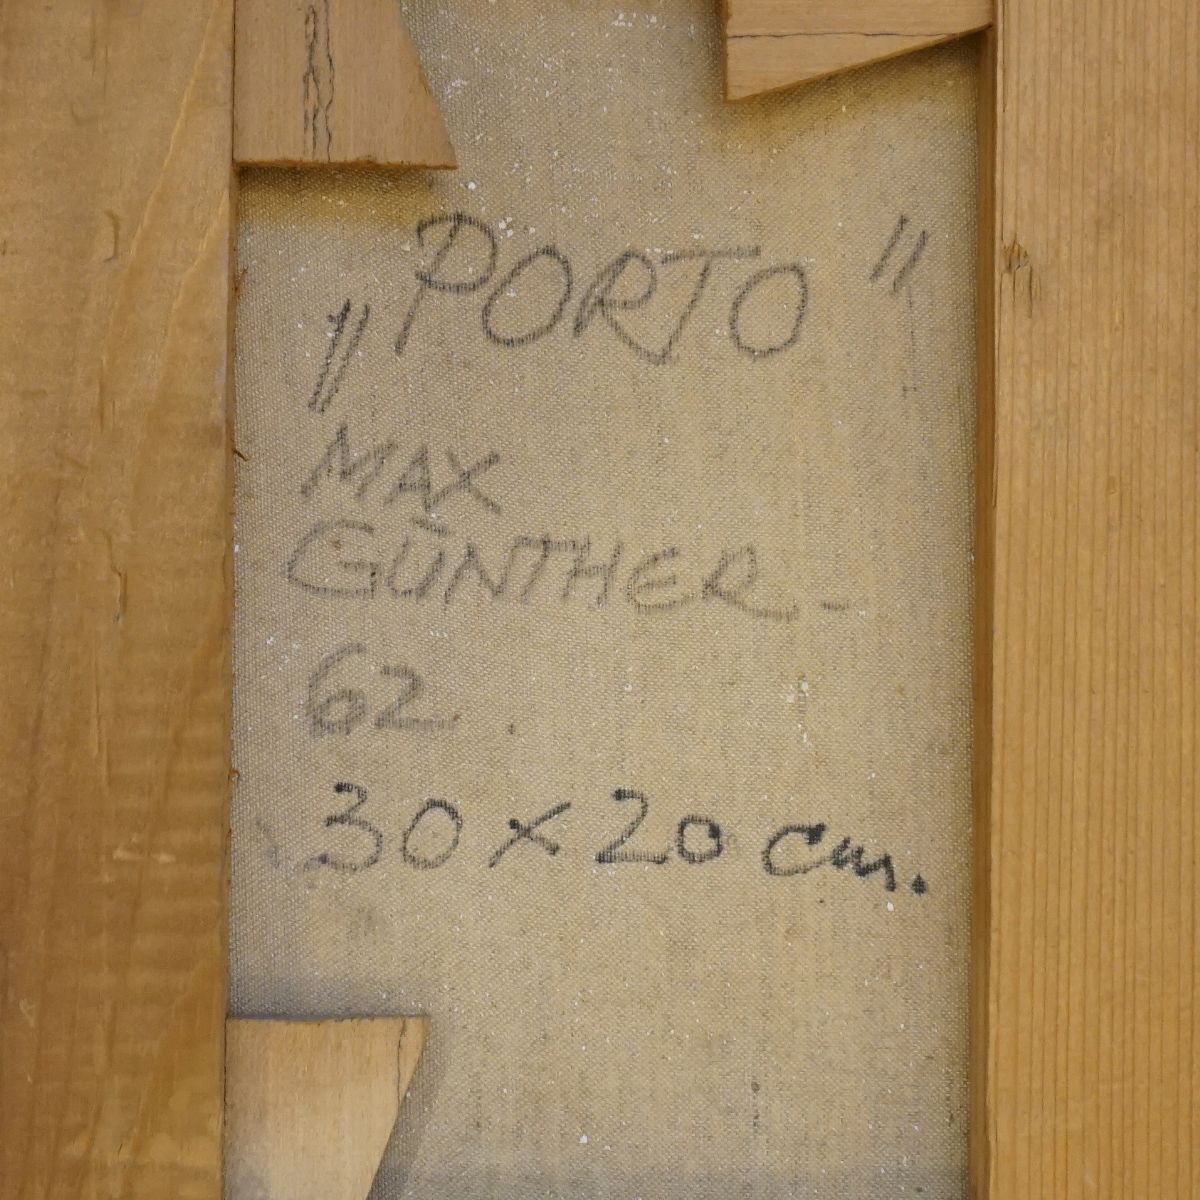 „PORTO"
MAX
GÜNTHER.-
62.
30 x 20 cm.